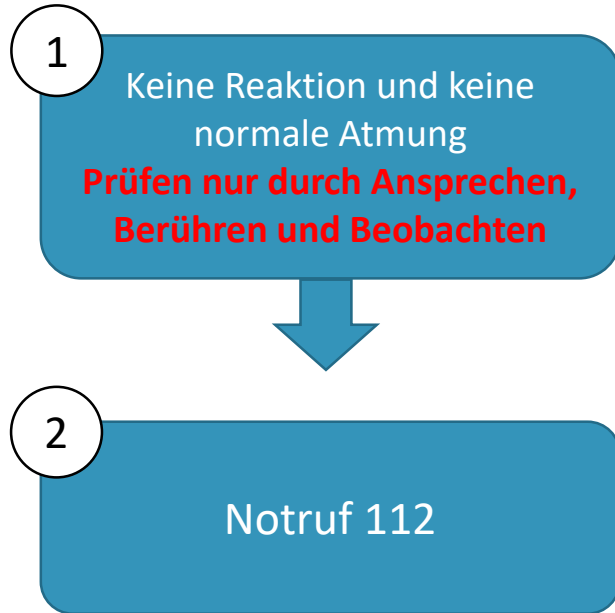 1
Keine Reaktion und keine
normale Atmung
Prüfen nur durch Ansprechen,
Berühren und Beobachten
2
Notruf 112